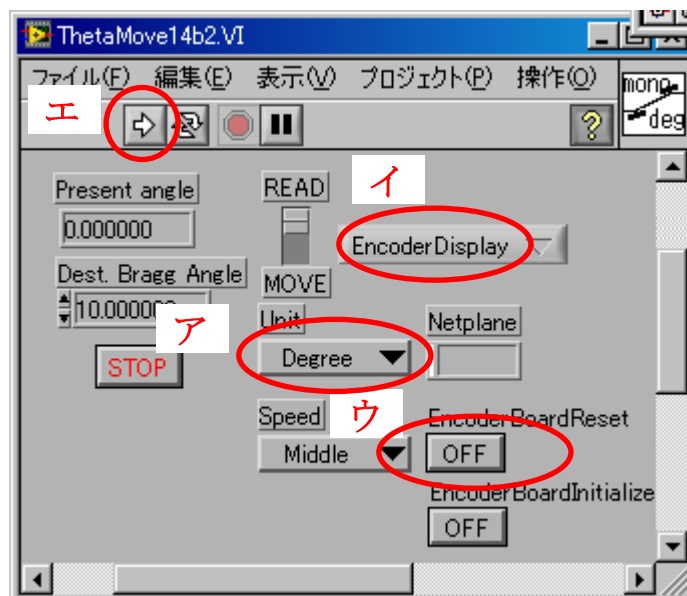 ThetaMove14b2.VI
ファイル(F) 編集(E) 表示(V) プロジェクト(P) 操作(O)
mono
deg
エ
?
Present angle
0.000000
READ
イ
EncoderDisplay
Dest. Bragg Angle
10.000000
MOVE
ア
STOP
Unit
Degree
Netplane
Speed
ウ
Middle
EncoderBoardReset
OFF
EncoderBoardInitialize
OFF